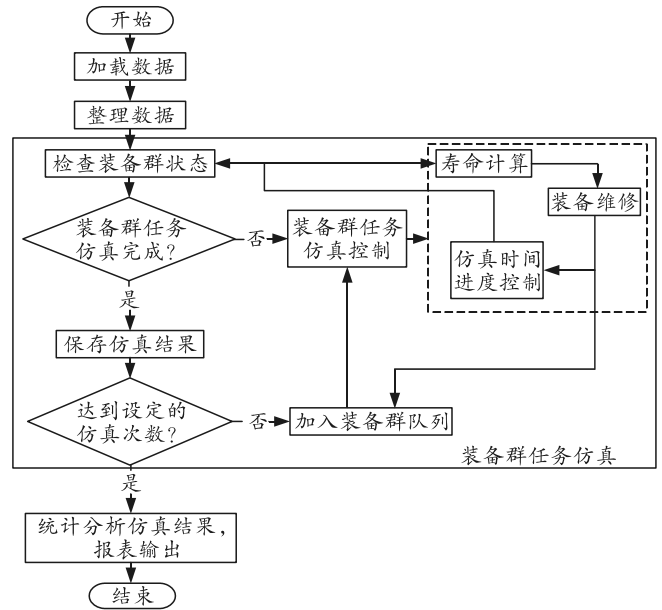 开始
加载数据
整理数据
检查装备群状态
寿命计算
装备维修
装备群任务
仿真完成?
否
装备群任务
仿真控制
仿真时间
进度控制
是
保存仿真结果
达到设定的
仿真次数?
否
加入装备群队列
装备群任务仿真
是
统计分析仿真结果，
报表输出
结束